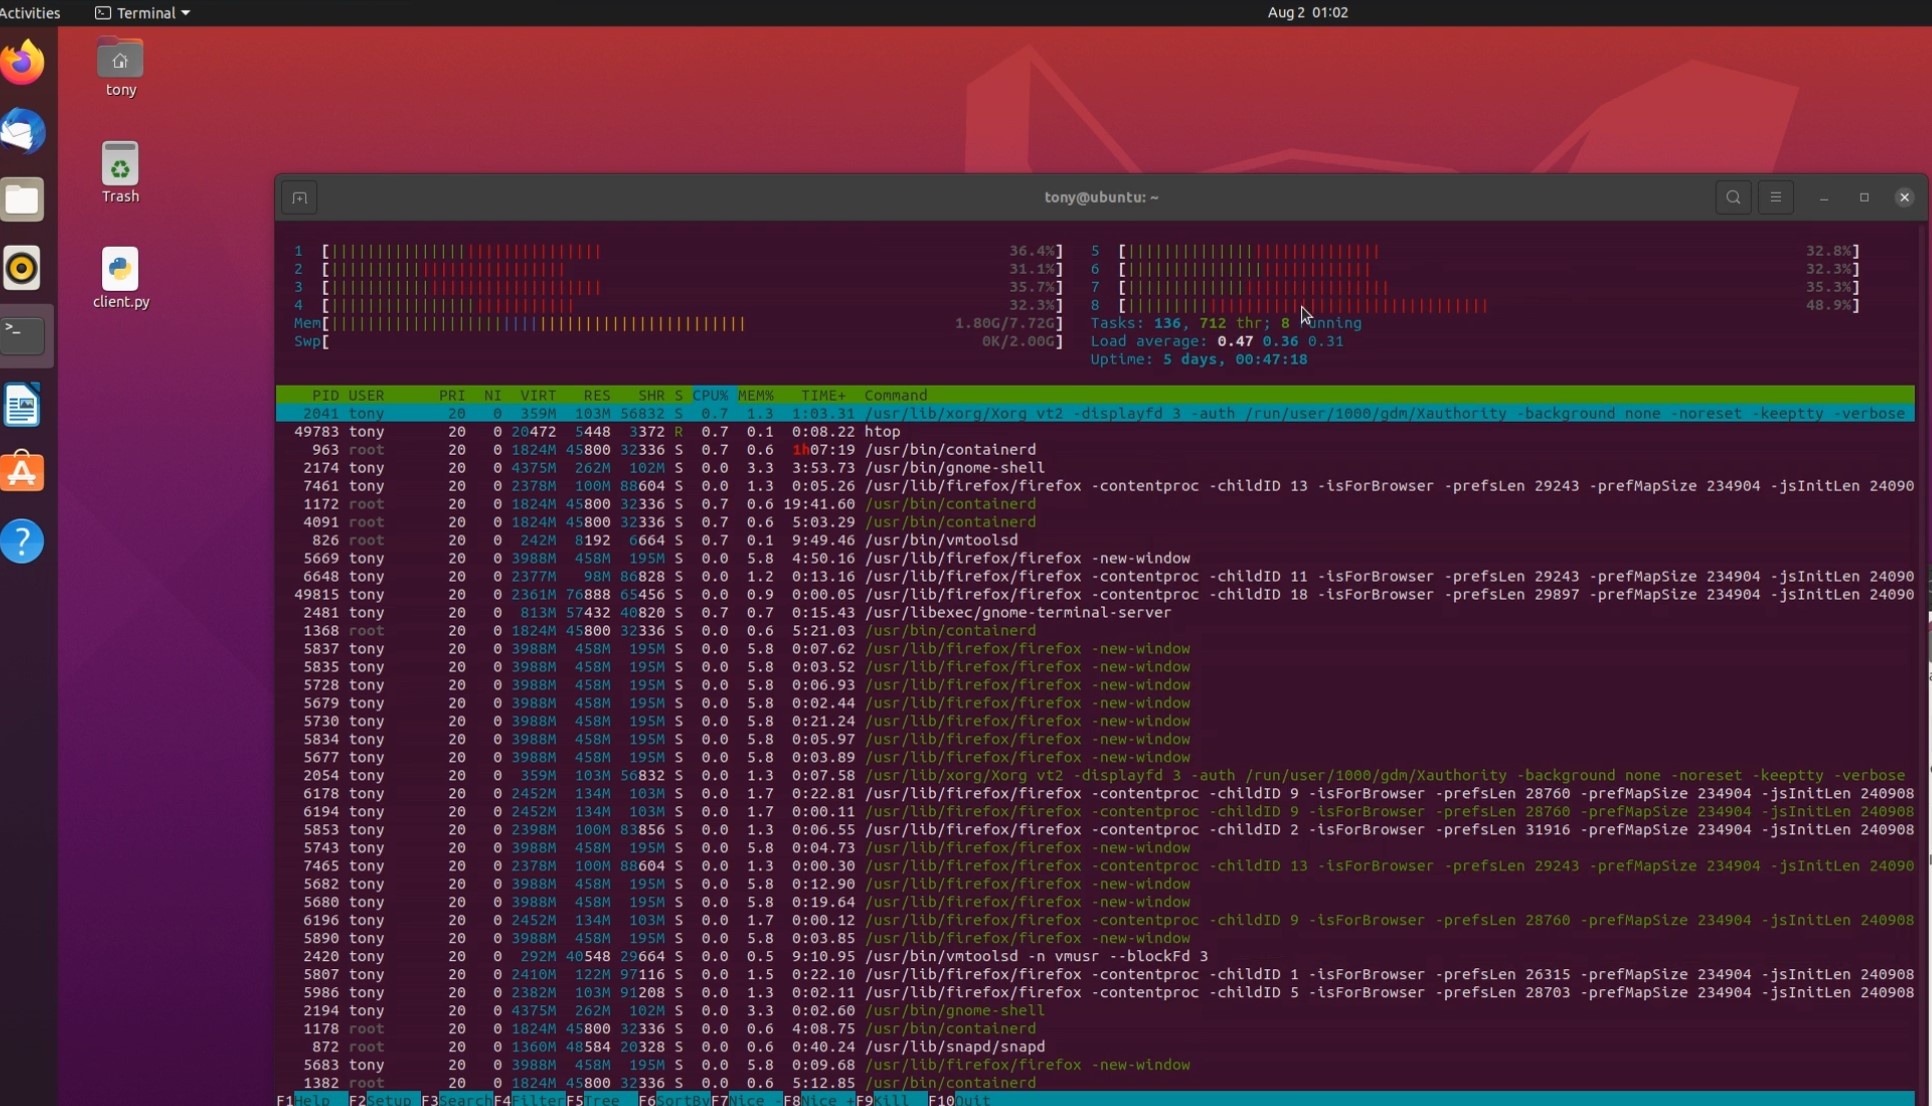 Activities Terminal Aug 2 01:02
tony
Trash
client.py
tony@ubuntu: ~
1 [ 36.4%] 5 [ 32.8%]
2 [ 31.1%] 6 [ 32.3%]
3 [ 35.7%] 7 [ 35.3%]
4 [ 32.3%] 8 [ 48.9%]
Mem[ 1.80G/7.72G] Tasks: 136, 712 thr; 8 running
Swp[ 0K/2.00G] Load average: 0.47 0.36 0.31
Uptime: 5 days, 00:47:18
PID USER PRI NI VIRT RES SHR S CPU% MEM% TIME+ Command
2041 tony 20 0 359M 103M 56832 S 0.7 1.3 1:03.31 /usr/lib/xorg/Xorg vt2 -displayfd 3 -auth /run/user/1000/gdm/Xauthority -background none -noreset -keeptty -verbose
49783 tony 20 0 20472 5448 3372 R 0.7 0.1 0:08.22 htop
963 root 20 0 1824M 45800 32336 S 0.7 0.6 1h07:19 /usr/bin/containerd
2174 tony 20 0 4375M 262M 102M S 0.7 3.3 3:53.73 /usr/bin/gnome-shell
7461 tony 20 0 2378M 100M 88604 S 0.7 1.3 0:05.26 /usr/lib/firefox/firefox -contentproc -childID 13 -isForBrowser -prefsLen 29243 -prefMapSize 234904 -jsInitLen 24090
1172 root 20 0 1824M 45800 32336 S 0.7 0.6 19:41.60 /usr/bin/containerd
4091 root 20 0 1824M 45800 32336 S 0.7 0.6 5:03.29 /usr/bin/containerd
826 root 20 0 242M 8192 6664 S 0.7 0.1 9:49.46 /usr/bin/vmtoolsd
5669 tony 20 0 3988M 458M 195M S 0.0 5.8 4:50.16 /usr/lib/firefox/firefox -new-window
6648 tony 20 0 2377M 98M 86828 S 0.0 1.2 0:13.16 /usr/lib/firefox/firefox -contentproc -childID 11 -isForBrowser -prefsLen 29243 -prefMapSize 234904 -jsInitLen 24090
49815 tony 20 0 2361M 76888 65456 S 0.0 0.9 0:00.05 /usr/lib/firefox/firefox -contentproc -childID 18 -isForBrowser -prefsLen 29897 -prefMapSize 234904 -jsInitLen 24090
2481 tony 20 0 813M 57432 40820 S 0.7 0.7 0:15.43 /usr/libexec/gnome-terminal-server
1368 root 20 0 1824M 45800 32336 S 0.0 0.6 5:21.03 /usr/bin/containerd
5837 tony 20 0 3988M 458M 195M S 0.0 5.8 0:07.62 /usr/lib/firefox/firefox -new-window
5835 tony 20 0 3988M 458M 195M S 0.0 5.8 0:03.52 /usr/lib/firefox/firefox -new-window
5728 tony 20 0 3988M 458M 195M S 0.0 5.8 0:06.93 /usr/lib/firefox/firefox -new-window
5679 tony 20 0 3988M 458M 195M S 0.0 5.8 0:02.44 /usr/lib/firefox/firefox -new-window
5730 tony 20 0 3988M 458M 195M S 0.0 5.8 0:21.24 /usr/lib/firefox/firefox -new-window
5834 tony 20 0 3988M 458M 195M S 0.0 5.8 0:05.97 /usr/lib/firefox/firefox -new-window
5677 tony 20 0 3988M 458M 195M S 0.0 5.8 0:03.89 /usr/lib/firefox/firefox -new-window
2054 tony 20 0 359M 103M 56832 S 0.0 1.3 0:07.58 /usr/lib/xorg/Xorg vt2 -displayfd 3 -auth /run/user/1000/gdm/Xauthority -background none -noreset -keeptty -verbose
6178 tony 20 0 2452M 134M 103M S 0.0 1.7 0:22.81 /usr/lib/firefox/firefox -contentproc -childID 9 -isForBrowser -prefsLen 28760 -prefMapSize 234904 -jsInitLen 240908
6194 tony 20 0 2452M 134M 103M S 0.0 1.7 0:00.11 /usr/lib/firefox/firefox -contentproc -childID 9 -isForBrowser -prefsLen 28760 -prefMapSize 234904 -jsInitLen 240908
5853 tony 20 0 2398M 100M 83856 S 0.0 1.3 0:06.55 /usr/lib/firefox/firefox -contentproc -childID 2 -isForBrowser -prefsLen 31916 -prefMapSize 234904 -jsInitLen 240908
5743 tony 20 0 3988M 458M 195M S 0.0 5.8 0:04.73 /usr/lib/firefox/firefox -new-window
7465 tony 20 0 2378M 100M 88604 S 0.0 1.3 0:00.30 /usr/lib/firefox/firefox -contentproc -childID 13 -isForBrowser -prefsLen 29243 -prefMapSize 234904 -jsInitLen 24090
5682 tony 20 0 3988M 458M 195M S 0.0 5.8 0:12.90 /usr/lib/firefox/firefox -new-window
5680 tony 20 0 3988M 458M 195M S 0.0 5.8 0:19.64 /usr/lib/firefox/firefox -new-window
6196 tony 20 0 2452M 134M 103M S 0.0 1.7 0:00.12 /usr/lib/firefox/firefox -contentproc -childID 9 -isForBrowser -prefsLen 28760 -prefMapSize 234904 -jsInitLen 240908
5890 tony 20 0 3988M 458M 195M S 0.0 5.8 0:03.85 /usr/lib/firefox/firefox -new-window
2420 tony 20 0 292M 40548 29664 S 0.0 0.5 9:10.95 /usr/bin/vmtoolsd -n vmusr --blockFd 3
5807 tony 20 0 2410M 122M 97116 S 0.0 1.5 0:22.10 /usr/lib/firefox/firefox -contentproc -childID 1 -isForBrowser -prefsLen 26315 -prefMapSize 234904 -jsInitLen 240908
5986 tony 20 0 2382M 103M 91208 S 0.0 1.3 0:02.11 /usr/lib/firefox/firefox -contentproc -childID 5 -isForBrowser -prefsLen 28703 -prefMapSize 234904 -jsInitLen 240908
2194 tony 20 0 4375M 262M 102M S 0.0 3.3 0:02.60 /usr/bin/gnome-shell
1178 root 20 0 1824M 45800 32336 S 0.0 0.6 4:08.75 /usr/bin/containerd
872 root 20 0 1360M 48584 20328 S 0.0 0.6 0:40.24 /usr/lib/snapd/snapd
5683 tony 20 0 3988M 458M 195M S 0.0 5.8 0:09.68 /usr/lib/firefox/firefox -new-window
1382 root 20 0 1824M 45800 32336 S 0.0 0.6 5:12.85 /usr/bin/containerd
F1Help F2Setup F3SearchF4FilterF5Tree F6SortByF7Nice -F8Nice +F9Kill F10Quit